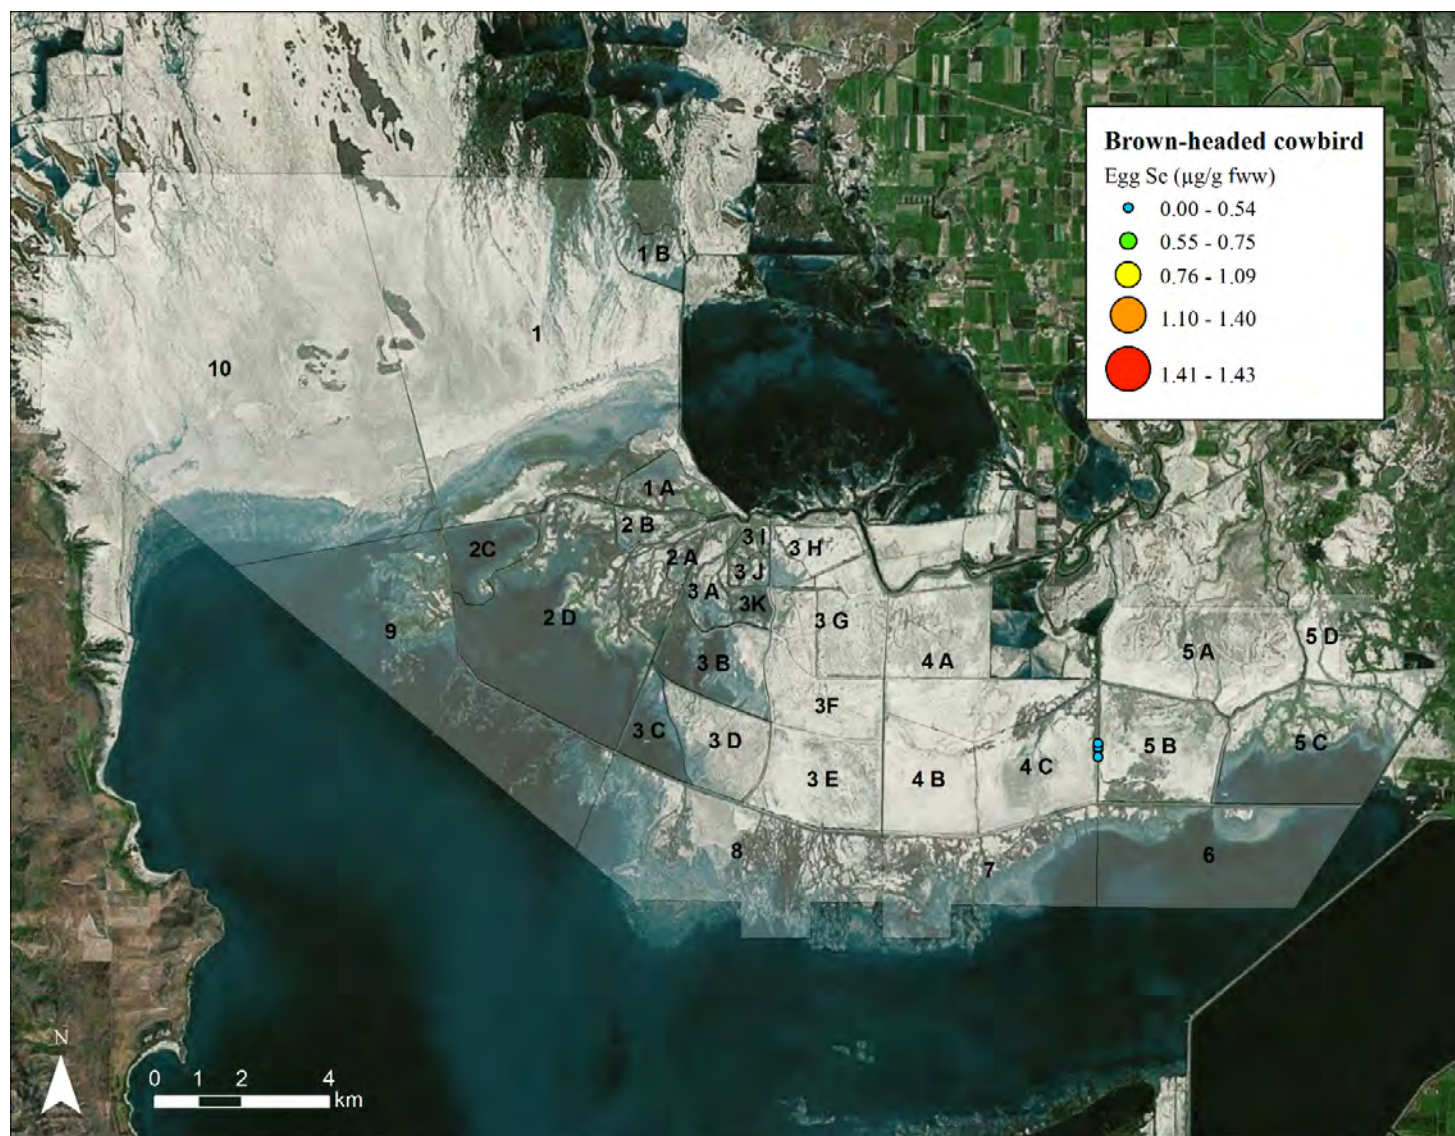 Brown-headed cowbird
Egg Se (µg/g fww)
0.00 - 0.54
0.55 - 0.75
0.76 - 1.09
1.10 - 1.40
1.41 - 1.43
1 B
1
10
1 A
2 B
2C
2 A
3 I
3 H
3 J
3 A
3K
2 D
9
3 G
3 B
4 A
5 A
5 D
3F
3 C
3 D
5 B
5 C
3 E
4 B
4 C
8
7
6
N
0 1 2 4
km